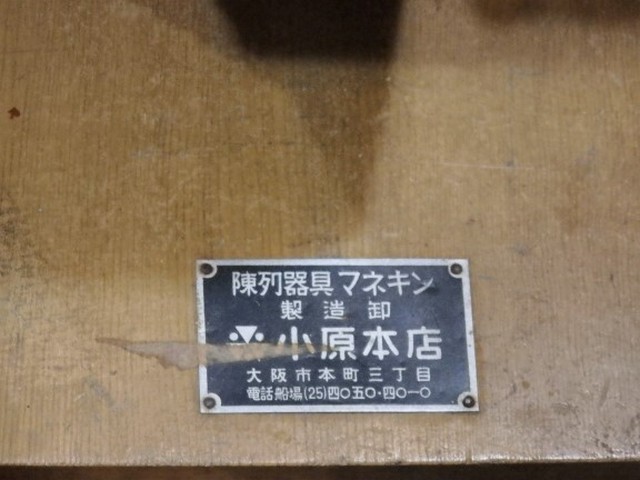 陳列器具マネキン
製造卸
小原本店
大阪市本町三丁目
電話船場(25)四〇五〇・四〇一〇